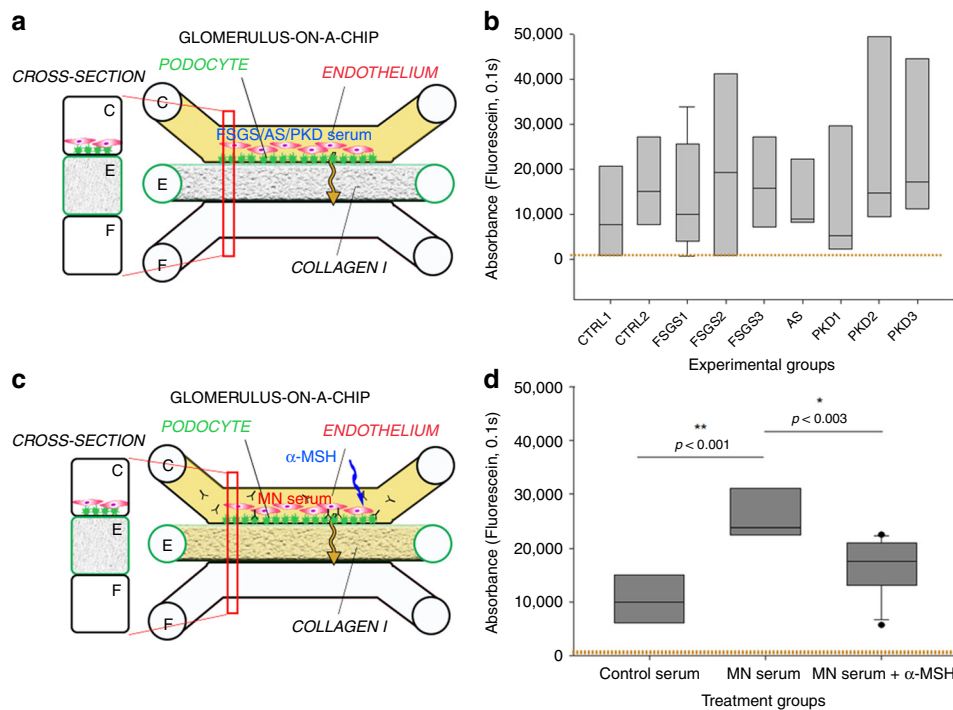 a
GLOMERULUS-ON-A-CHIP
PODOCYTE
ENDOTHELIUM
CROSS-SECTION
C
E
F
C
E
F
FSGS/AS/PKD serum
COLLAGEN I
b
Absorbance (Fluorescein, 0.1s)
50,000
40,000
30,000
20,000
10,000
0
CTRL1
CTRL2
FSGS1
FSGS2
FSGS3
AS
PKD1
PKD2
PKD3
Experimental groups
c
GLOMERULUS-ON-A-CHIP
PODOCYTE
ENDOTHELIUM
CROSS-SECTION
α-MSH
C
E
F
C
E
F
MN serum
COLLAGEN I
d
Absorbance (Fluorescein, 0.1s)
50,000
40,000
30,000
20,000
10,000
0
**
p < 0.001
*
p < 0.003
Control serum
MN serum
MN serum + α-MSH
Treatment groups